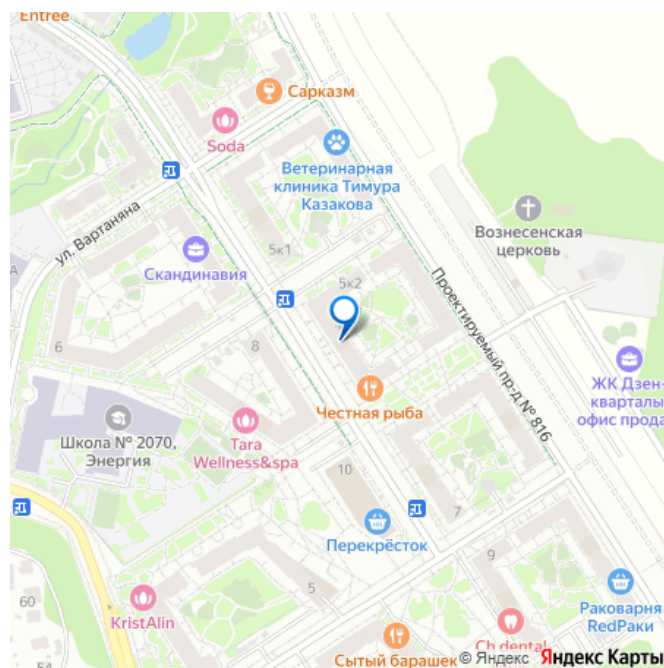 Entree
Сарказм
Soda
Ветеринарная
клиника Тимура
Казакова
ул. Вартаняна
Вознесенская
церковь
5к1
Скандинавия
5к2
Проектируемый пр-д № 816
6
8
ЖК Дзен-
кварталы
офис прода
Честная рыба
Школа № 2070,
Энергия
Tara
Wellness&spa
10
7
Перекрёсток
9
5
60
KristAlin
Раковарня
RedРаки
Ch dental
Сытый барашек
© Яндекс Яндекс Карты